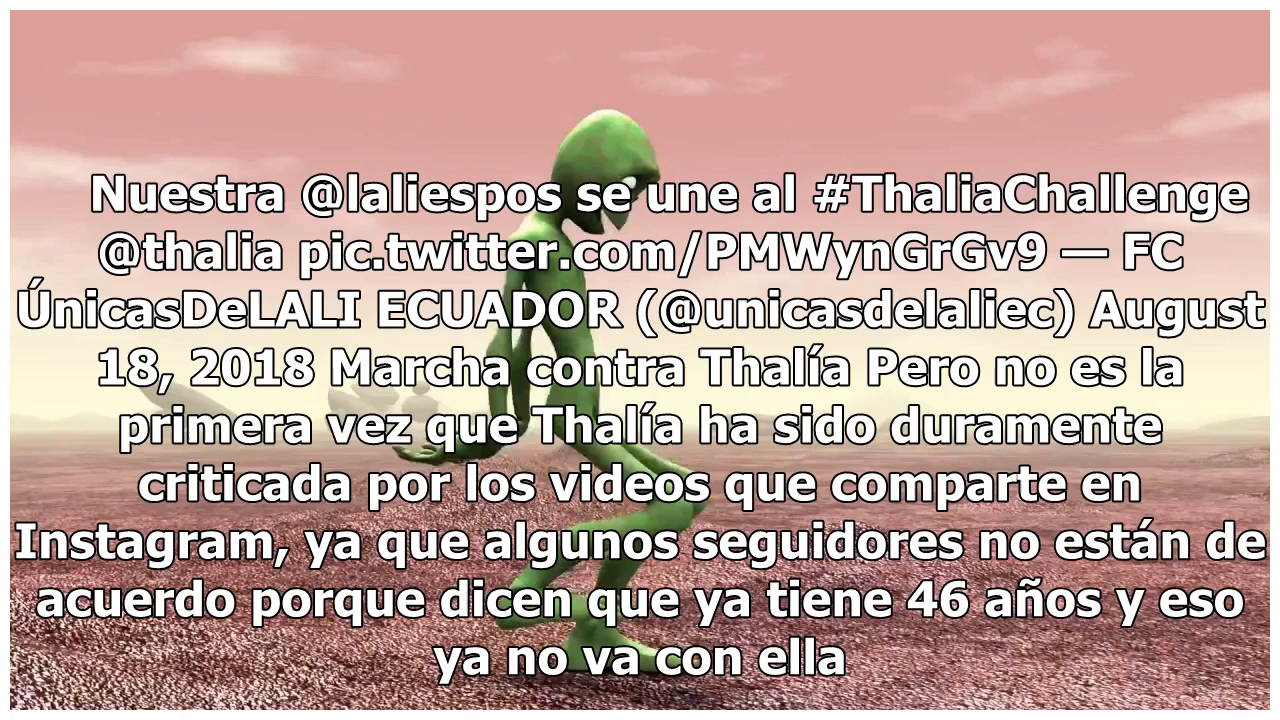 Nuestra @laliespos se une al #ThaliaChallenge
@thalia pic.twitter.com/PMWynGrGv9 — FC
ÚnicasDeLALI ECUADOR (@unicasdelaliec) August
18, 2018 Marcha contra Thalía Pero no es la
primera vez que Thalía ha sido duramente
criticada por los videos que comparte en
Instagram, ya que algunos seguidores no están de
acuerdo porque dicen que ya tiene 46 años y eso
ya no va con ella